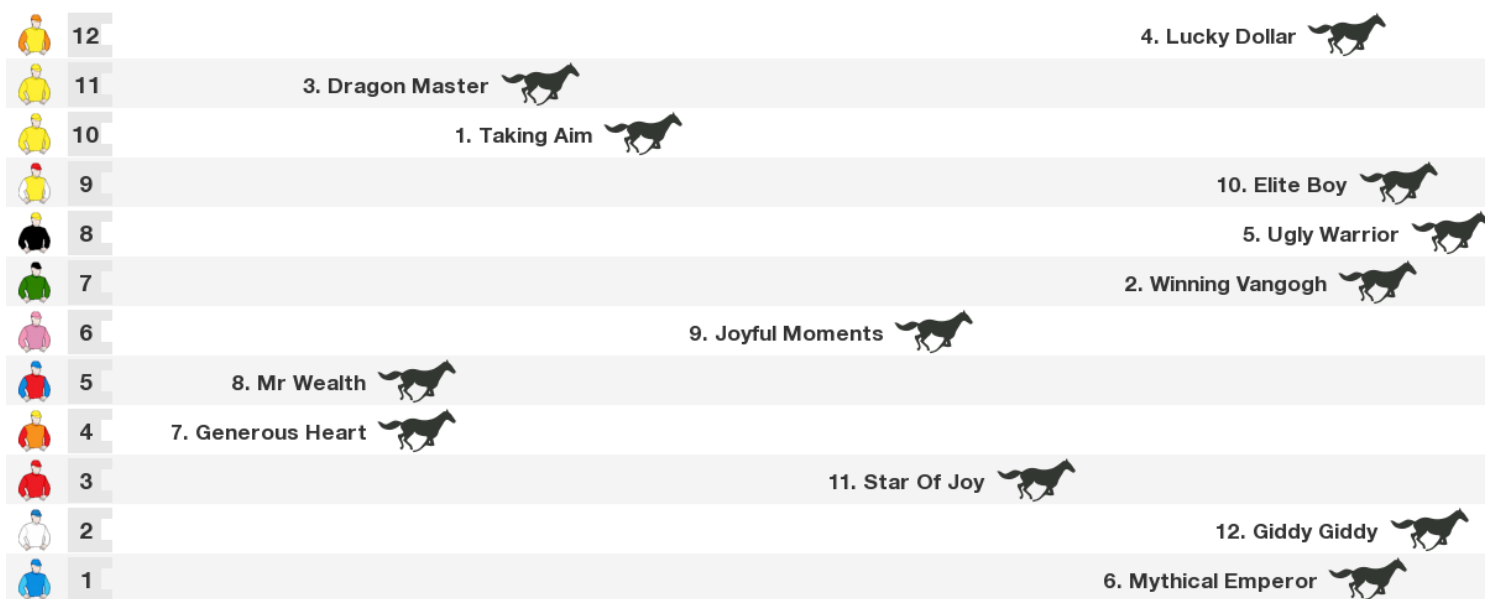 12 4. Lucky Dollar
11 3. Dragon Master
10 1. Taking Aim
9 10. Elite Boy
8 5. Ugly Warrior
7 2. Winning Vangogh
6 9. Joyful Moments
5 8. Mr Wealth
4 7. Generous Heart
3 11. Star Of Joy
2 12. Giddy Giddy
1 6. Mythical Emperor